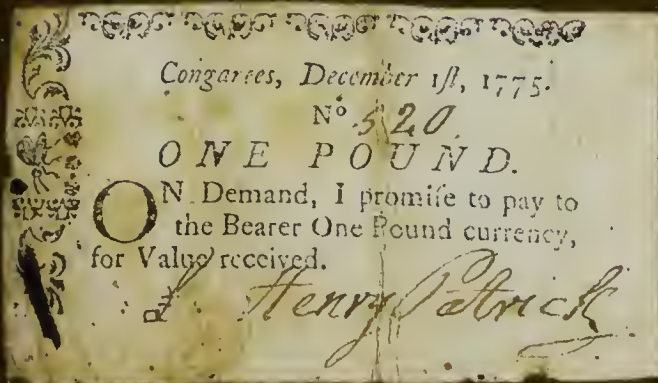 Congarees, December 1ſt, 1775.
No 520
ONE POUND.
ON Demand, I promiſe to pay to
the Bearer One Pound currency,
for Value received.
Henry Patrick